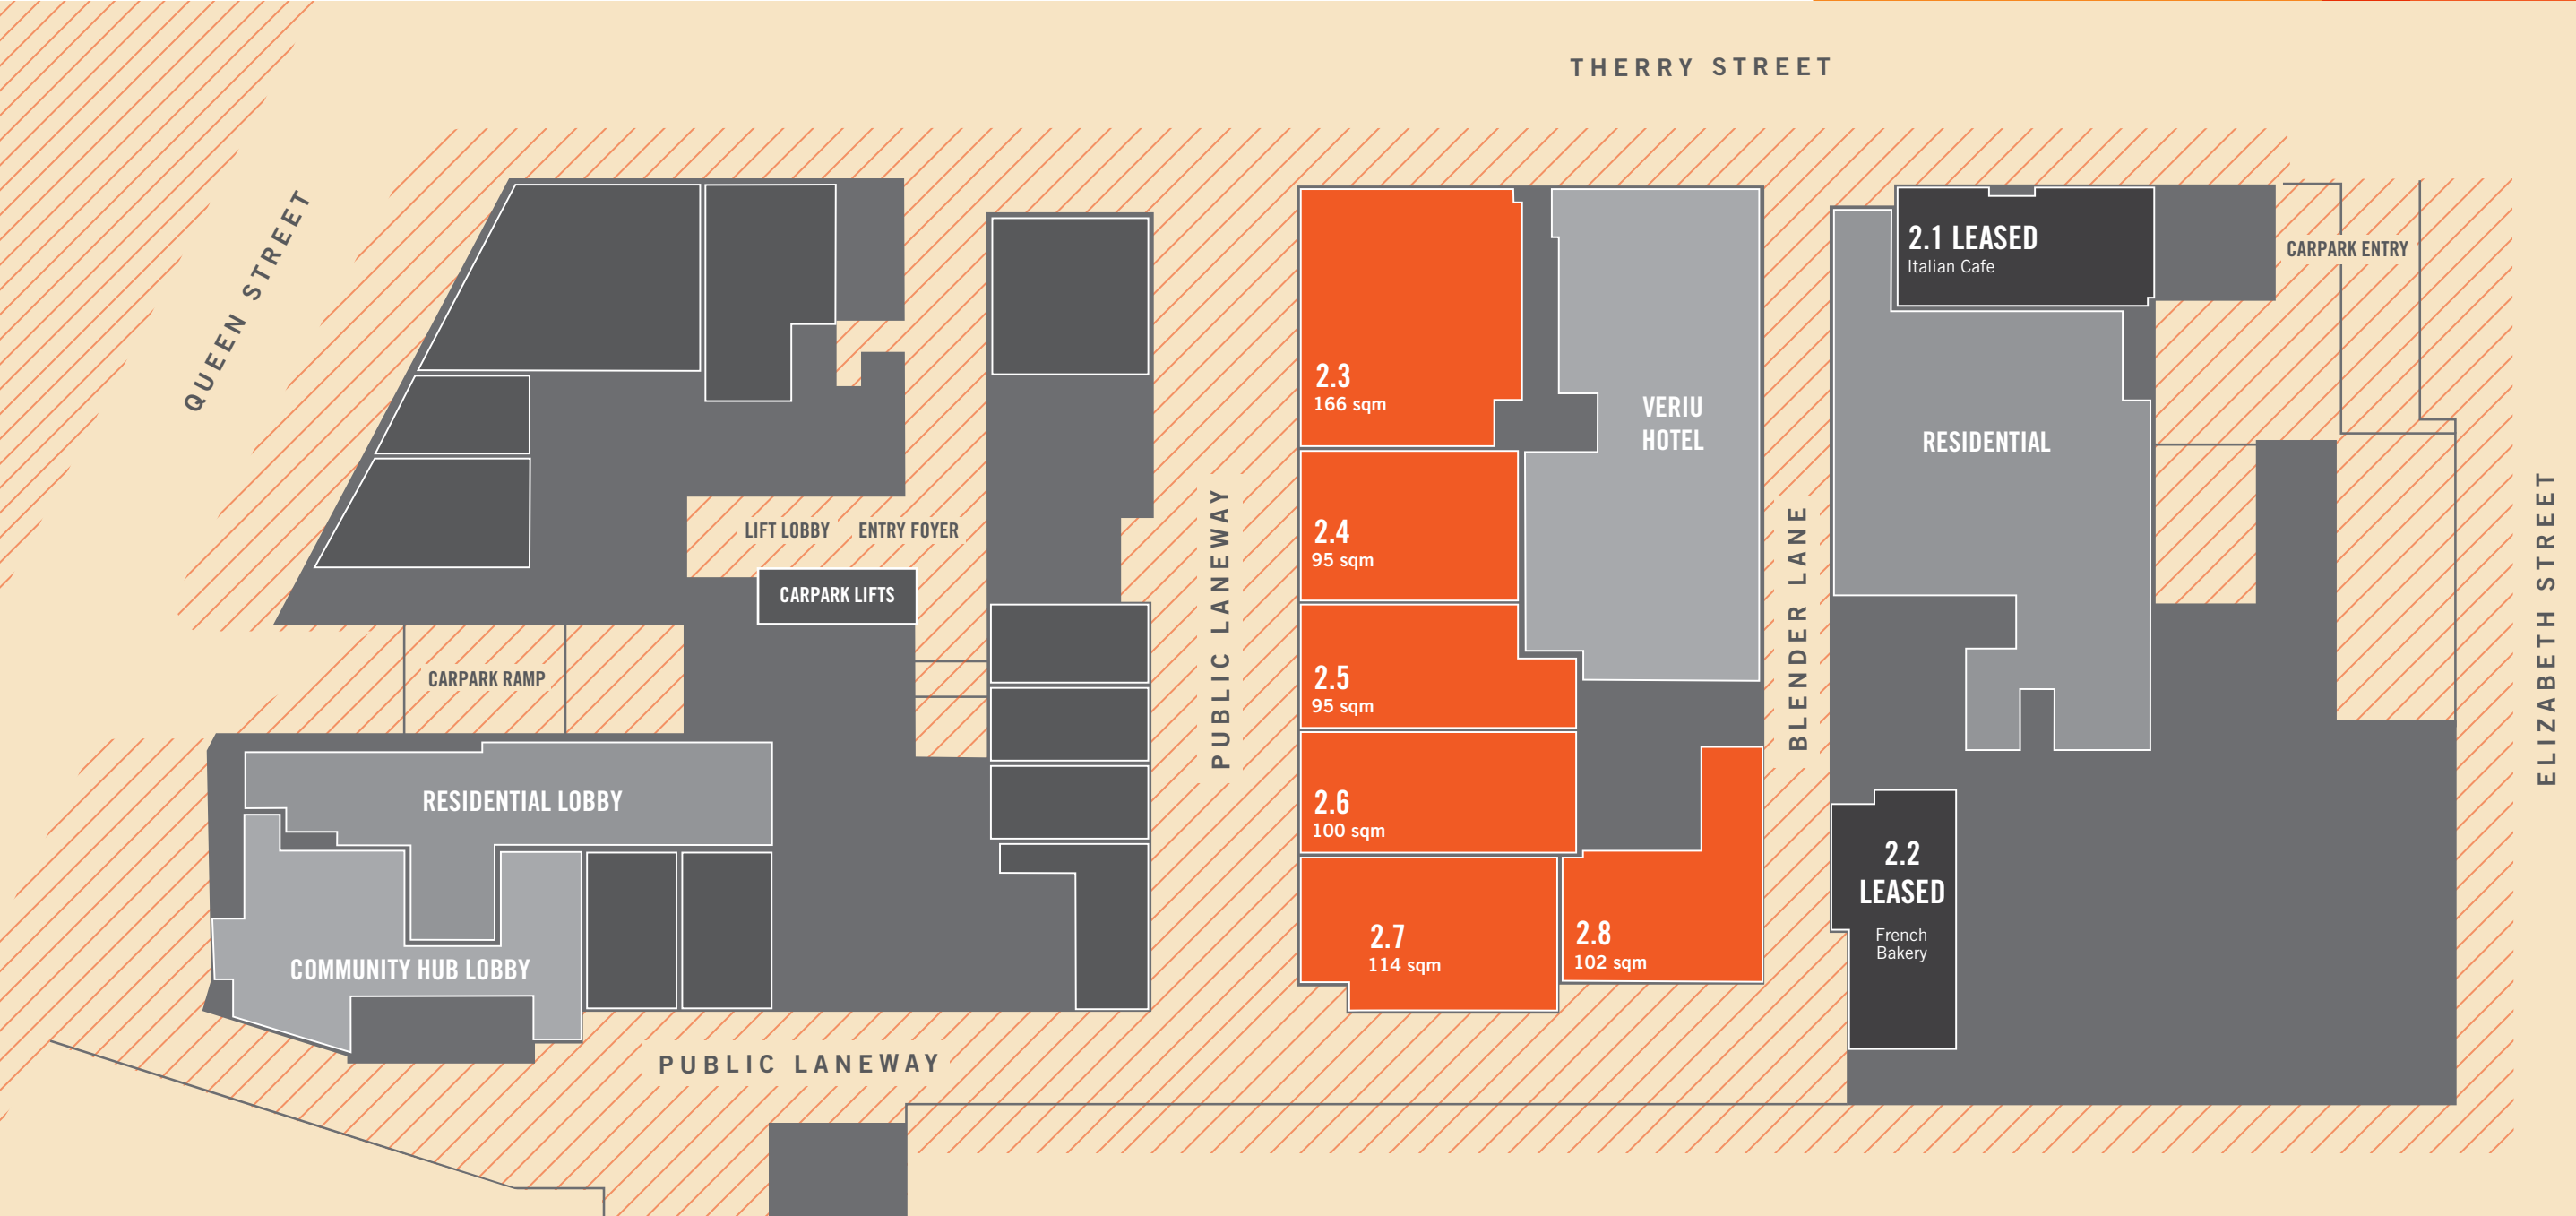 THERRY STREET
QUEEN STREET
2.1 LEASED
Italian Cafe
CARPARK ENTRY
2.3
166 sqm
VERIU
HOTEL
RESIDENTIAL
LIFT LOBBY
ENTRY FOYER
CARPARK LIFTS
PUBLIC LANEWAY
2.4
95 sqm
BLENDER LANE
ELIZABETH STREET
CARPARK RAMP
2.5
95 sqm
RESIDENTIAL LOBBY
2.6
100 sqm
2.2
LEASED
French
Bakery
COMMUNITY HUB LOBBY
2.7
114 sqm
2.8
102 sqm
PUBLIC LANEWAY